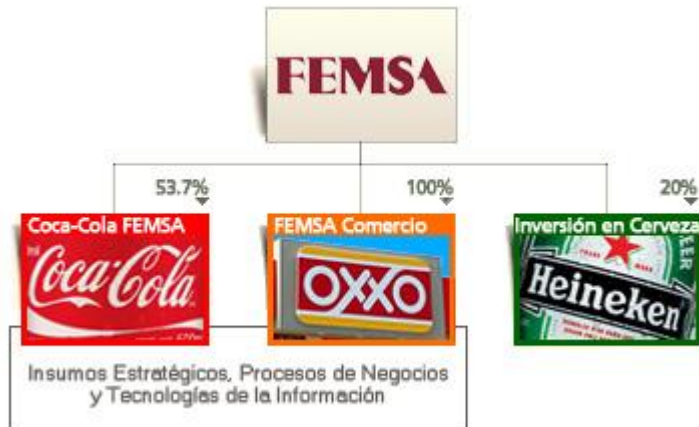 FEMSA
53.7%
100%
20%
Coca-Cola FEMSA
FEMSA Comercio
Inversión en Cerveza
Coca-Cola
OXXO
Heineken
Insumos Estratégicos, Procesos de Negocios
y Tecnologías de la Información